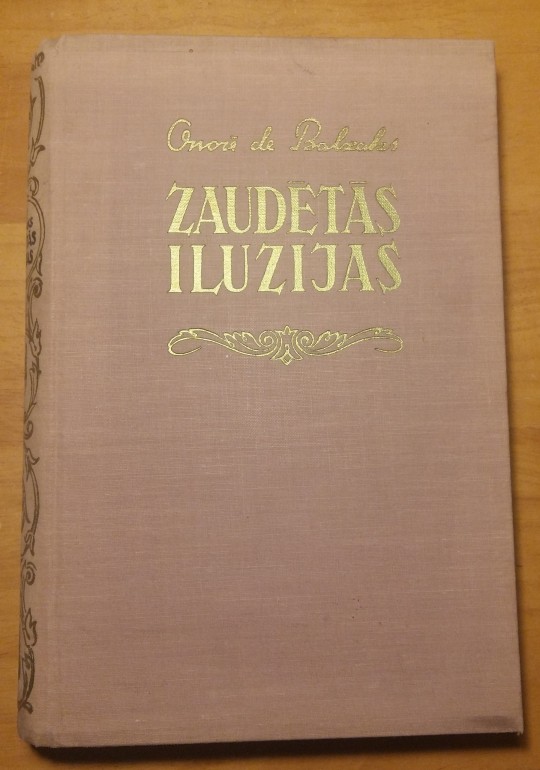 Onorē de Balzaks
ZAUDĒTĀS
ILUZIJAS